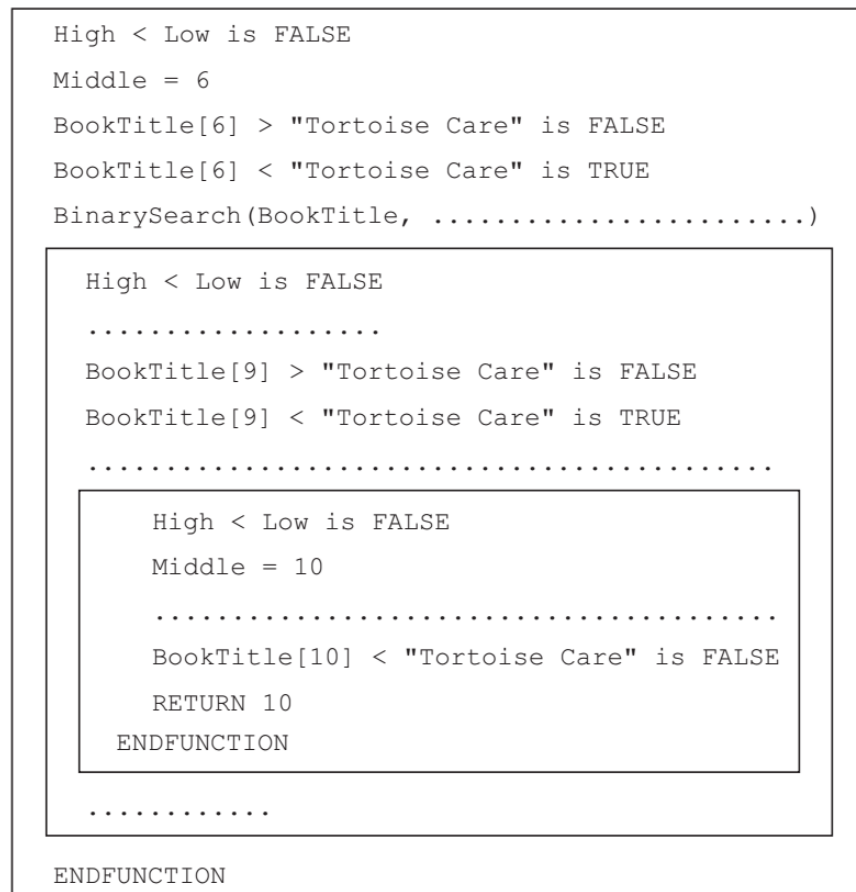 High < Low is FALSE
Middle = 6
BookTitle[6] > "Tortoise Care" is FALSE
BookTitle[6] < "Tortoise Care" is TRUE
BinarySearch(BookTitle, ........................)
High < Low is FALSE
...................
BookTitle[9] > "Tortoise Care" is FALSE
BookTitle[9] < "Tortoise Care" is TRUE
............................................
High < Low is FALSE
Middle = 10
........................................
BookTitle[10] < "Tortoise Care" is FALSE
RETURN 10
ENDFUNCTION
............
ENDFUNCTION